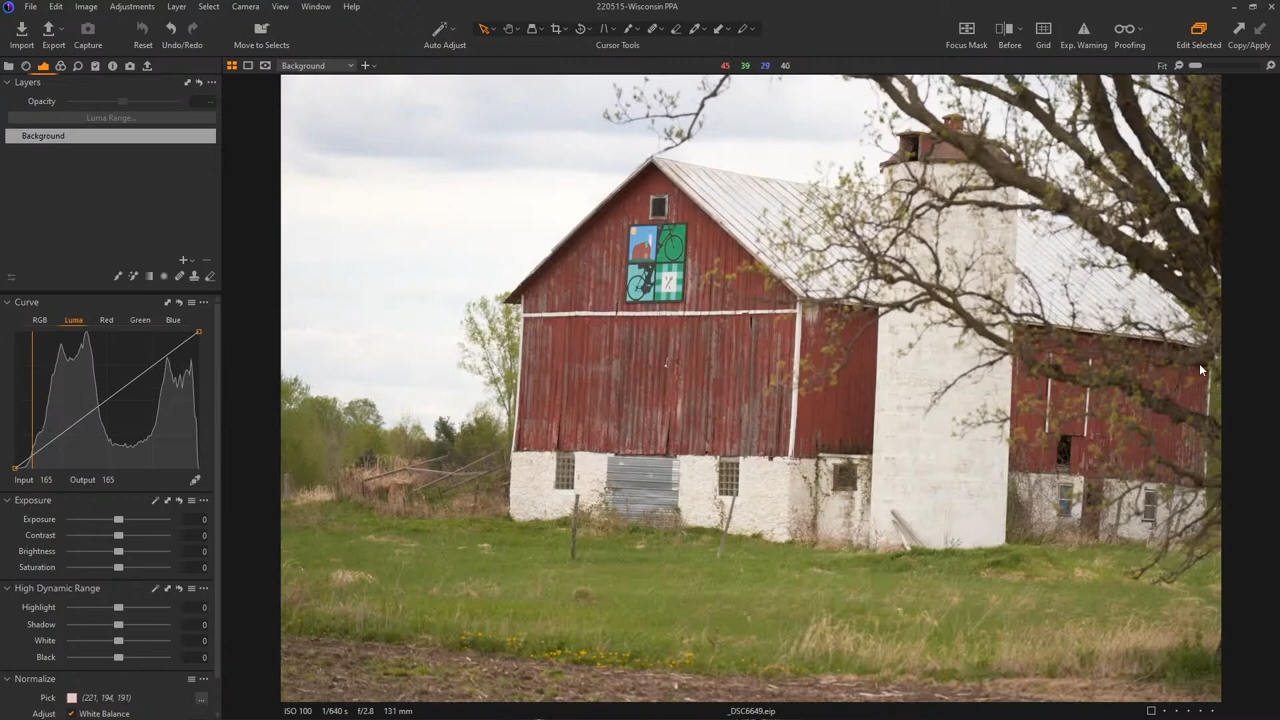 File Edit Image Adjustments Layer Select Camera View Window Help
220515-Wisconsin PPA
Import Export Capture Reset Undo/Redo Move to Selects Auto Adjust Cursor Tools Focus Mask Before Grid Exp. Warning Proofing Edit Selected Copy/Apply
Background 45 39 29 40 Fit
Layers
Opacity --
Luma Range...
Background
Curve
RGB Luma Red Green Blue
Input 165 Output 165
Exposure
Exposure 0
Contrast 0
Brightness 0
Saturation 0
High Dynamic Range
Highlight 0
Shadow 0
White 0
Black 0
Normalize
Pick (221, 194, 191) ...
Adjust White Balance
ISO 100 1/640 s f/2.8 131 mm _DSC6649.eip